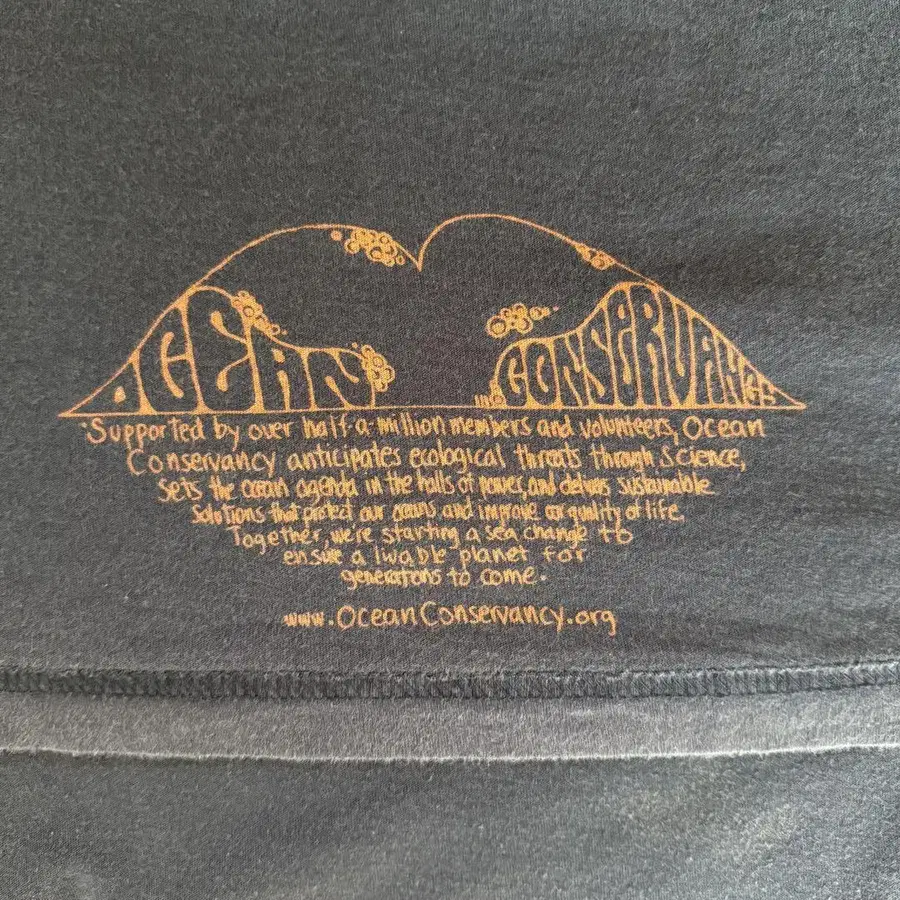 OCEAN CONSERVANCY
"Supported by over half-a-million members and volunteers, Ocean
Conservancy anticipates ecological threats through Science,
sets the ocean agenda in the halls of power, and delivers sustainable
solutions that protect our oceans and improve our quality of life.
Together, we're starting a sea change to
ensure a livable planet for
generations to come.
www.OceanConservancy.org